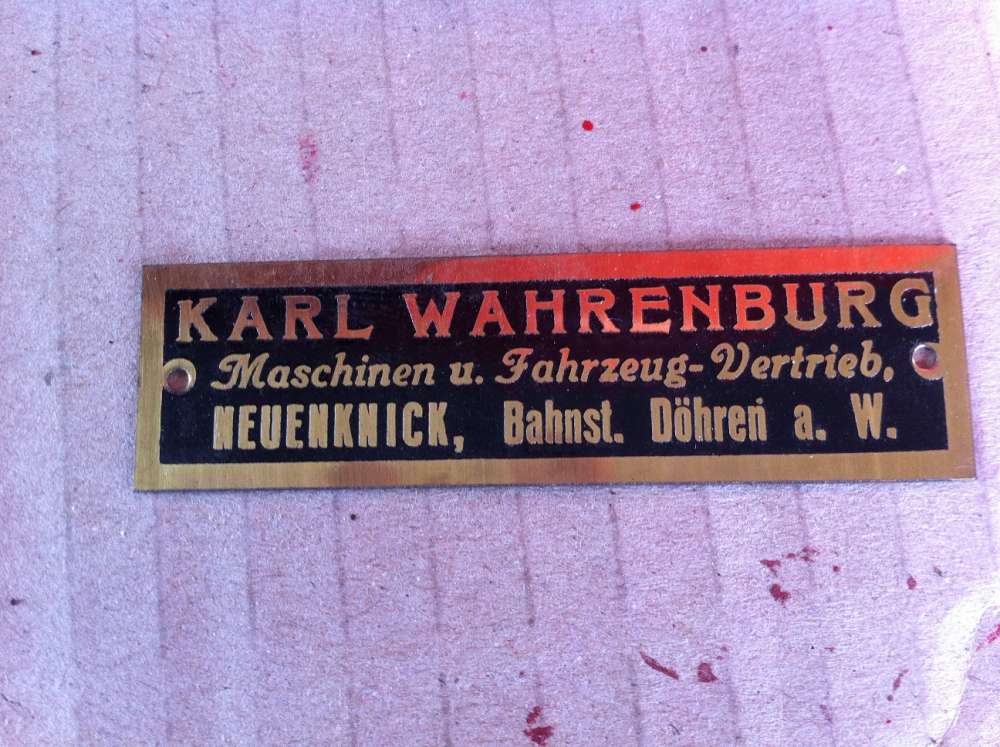 KARL WAHRENBURG
Maschinen u. Fahrzeug-Vertrieb,
NEUENKNICK, Bahnst. Döhren a. W.